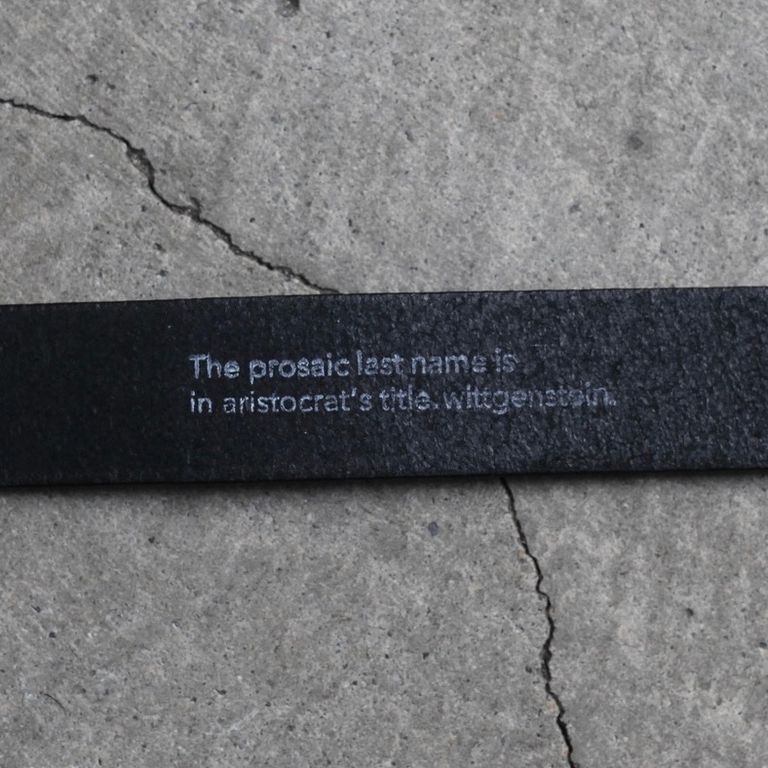 The prosaic last name is
in aristocrat's title.wittgenstein.